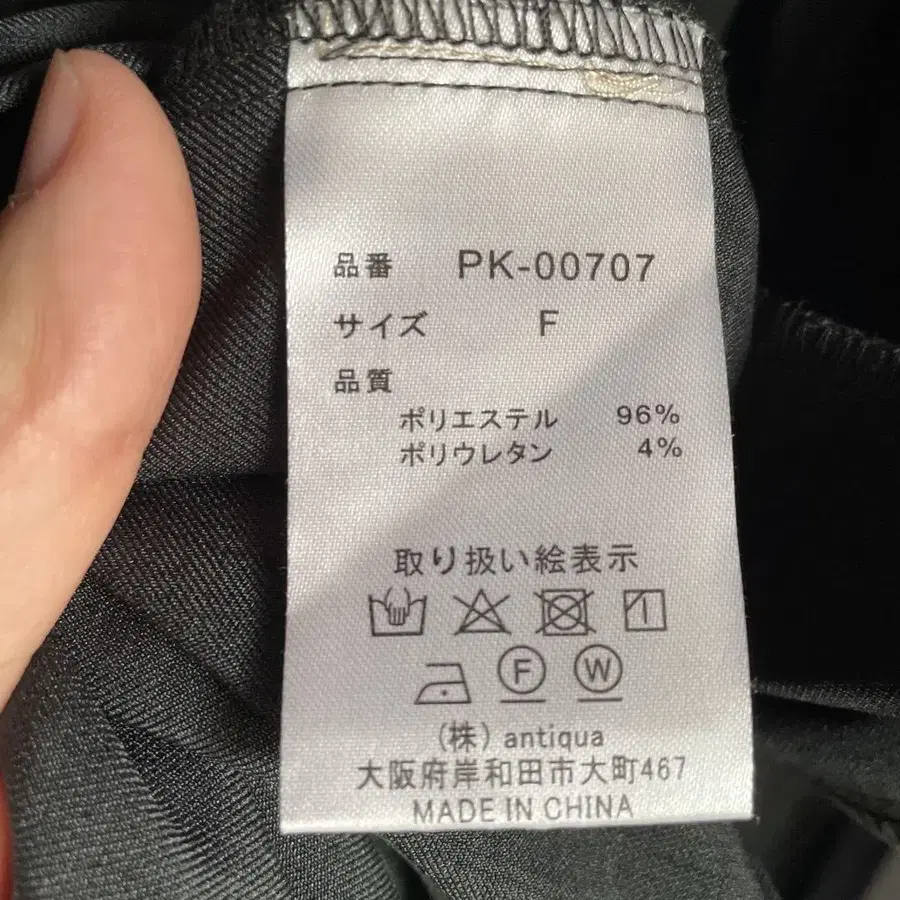 品番 PK-00707
サイズ F
品質
ポリエステル 96%
ポリウレタン 4%
取り扱い絵表示
F W
(株) antiqua
大阪府岸和田市大町467
MADE IN CHINA